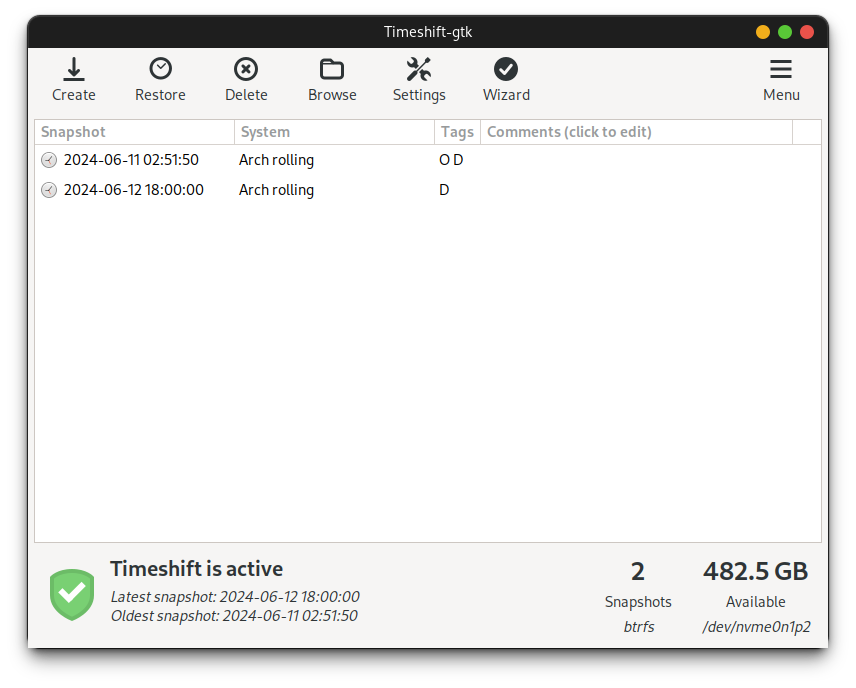 Timeshift-gtk
Create Restore Delete Browse Settings Wizard Menu
Snapshot System Tags Comments (click to edit)
2024-06-11 02:51:50 Arch rolling O D
2024-06-12 18:00:00 Arch rolling D
Timeshift is active
Latest snapshot: 2024-06-12 18:00:00
Oldest snapshot: 2024-06-11 02:51:50
2
Snapshots
btrfs
482.5 GB
Available
/dev/nvme0n1p2